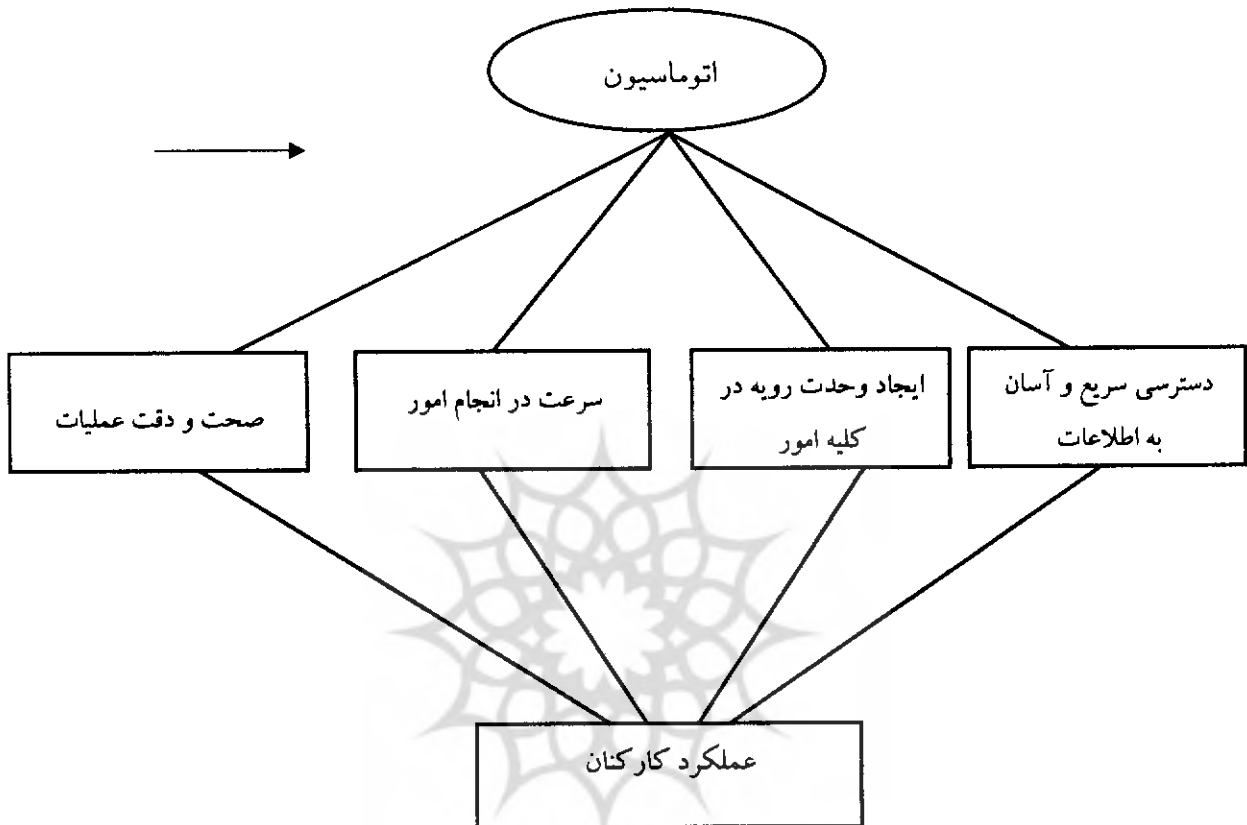 اتوماسیون
دسترسی سریع و آسان
به اطلاعات
ایجاد وحدت رویه در
کلیه امور
سرعت در انجام امور
صحت و دقت عملیات
عملکرد کارکنان